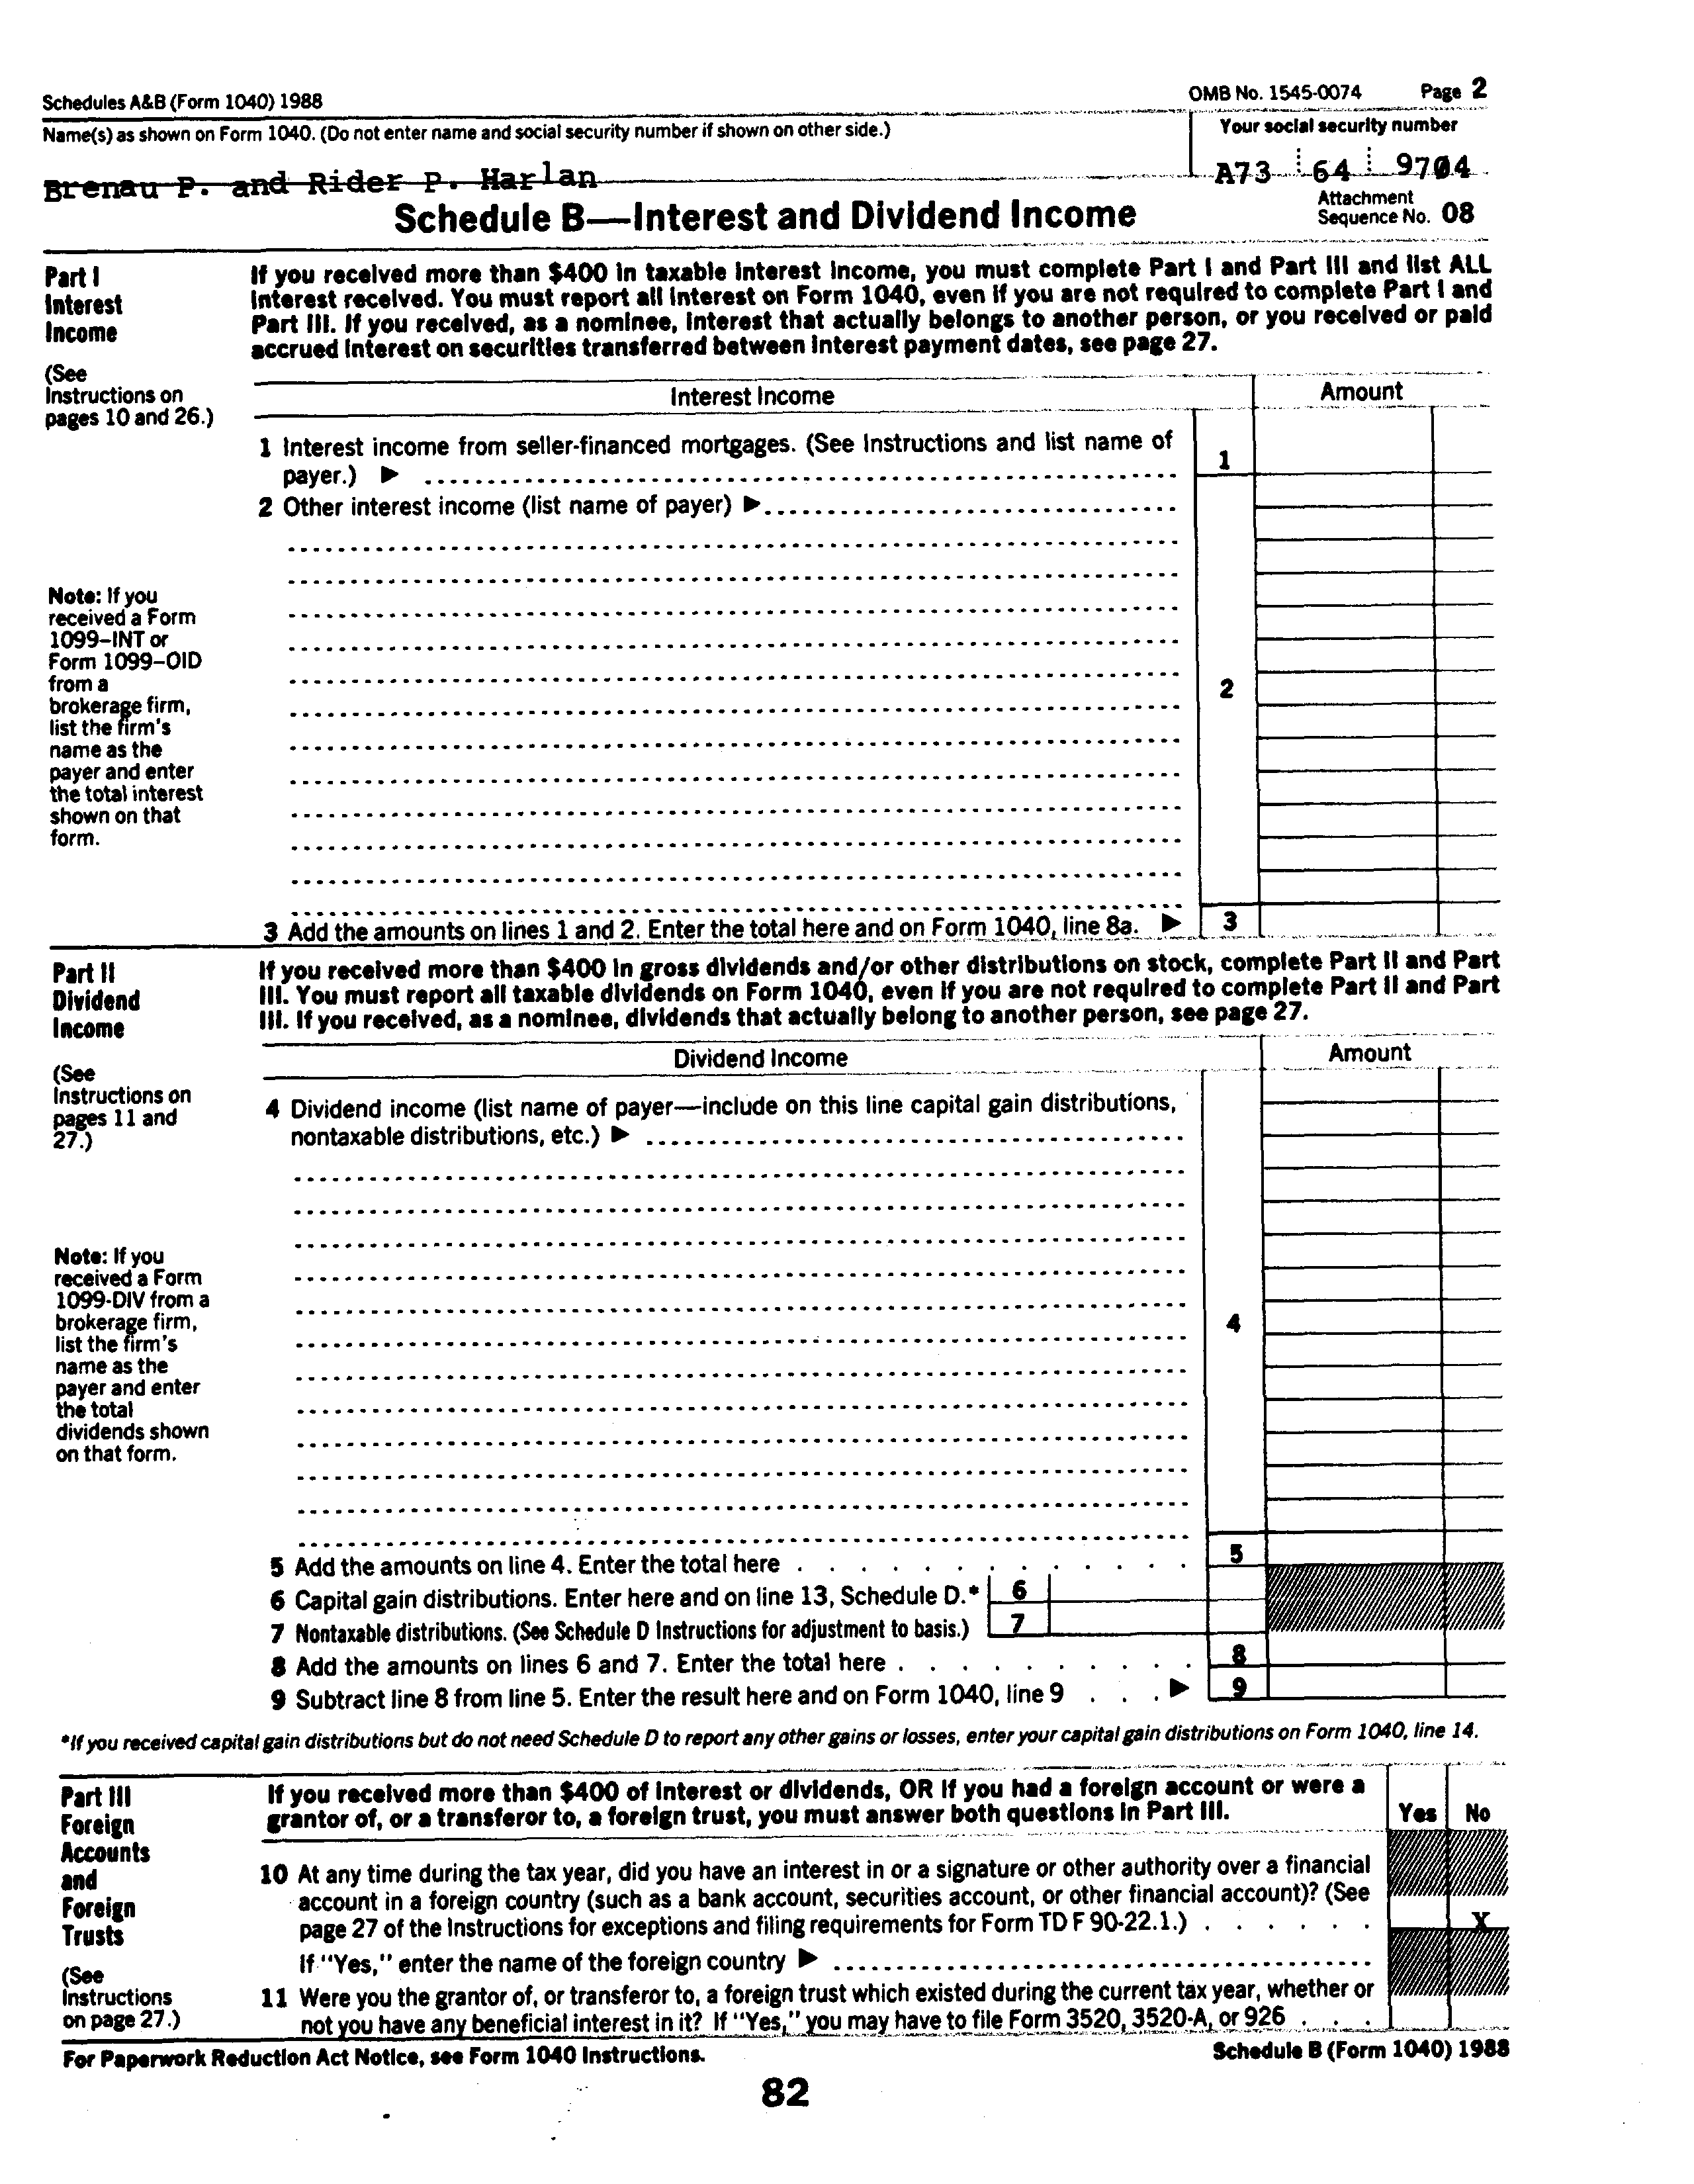 Schedules A&B (Form 1040) 1988 OMB No. 1545-0074 Page 2
Name(s) as shown on Form 1040. (Do not enter name and social security number if shown on other side.) Your social security number
Brenau P. and Rider P. Harlan A73 64 9704
Schedule B—Interest and Dividend Income
Attachment
Sequence No. 08
Part I
Interest
Income
(See
Instructions on
pages 10 and 26.)
If you received more than $400 in taxable interest income, you must complete Part I and Part III and list ALL
interest received. You must report all interest on Form 1040, even if you are not required to complete Part I and
Part III. If you received, as a nominee, interest that actually belongs to another person, or you received or paid
accrued interest on securities transferred between interest payment dates, see page 27.
Interest Income Amount
1 Interest income from seller-financed mortgages. (See Instructions and list name of
payer.) ▶ 1
2 Other interest income (list name of payer) ▶
Note: If you
received a Form
1099–INT or
Form 1099–OID
from a
brokerage firm,
list the firm's
name as the
payer and enter
the total interest
shown on that
form.
2
3 Add the amounts on lines 1 and 2. Enter the total here and on Form 1040, line 8a. ▶ 3
Part II
Dividend
Income
(See
Instructions on
pages 11 and
27.)
If you received more than $400 in gross dividends and/or other distributions on stock, complete Part II and Part
III. You must report all taxable dividends on Form 1040, even if you are not required to complete Part II and Part
III. If you received, as a nominee, dividends that actually belong to another person, see page 27.
Dividend Income Amount
4 Dividend income (list name of payer—include on this line capital gain distributions,
nontaxable distributions, etc.) ▶
Note: If you
received a Form
1099-DIV from a
brokerage firm,
list the firm's
name as the
payer and enter
the total
dividends shown
on that form.
4
5 Add the amounts on line 4. Enter the total here . . . . . . . . . . . . . 5
6 Capital gain distributions. Enter here and on line 13, Schedule D.* 6
7 Nontaxable distributions. (See Schedule D Instructions for adjustment to basis.) 7
8 Add the amounts on lines 6 and 7. Enter the total here . . . . . . . . . . 8
9 Subtract line 8 from line 5. Enter the result here and on Form 1040, line 9 . . . ▶ 9
*If you received capital gain distributions but do not need Schedule D to report any other gains or losses, enter your capital gain distributions on Form 1040, line 14.
Part III
Foreign
Accounts
and
Foreign
Trusts
(See
Instructions
on page 27.)
If you received more than $400 of interest or dividends, OR if you had a foreign account or were a
grantor of, or a transferor to, a foreign trust, you must answer both questions in Part III.
Yes No
10 At any time during the tax year, did you have an interest in or a signature or other authority over a financial
account in a foreign country (such as a bank account, securities account, or other financial account)? (See
page 27 of the Instructions for exceptions and filing requirements for Form TD F 90-22.1.) . . . . . . X
If "Yes," enter the name of the foreign country ▶
11 Were you the grantor of, or transferor to, a foreign trust which existed during the current tax year, whether or
not you have any beneficial interest in it? If "Yes," you may have to file Form 3520, 3520-A, or 926 . . .
For Paperwork Reduction Act Notice, see Form 1040 Instructions. Schedule B (Form 1040) 1988
82